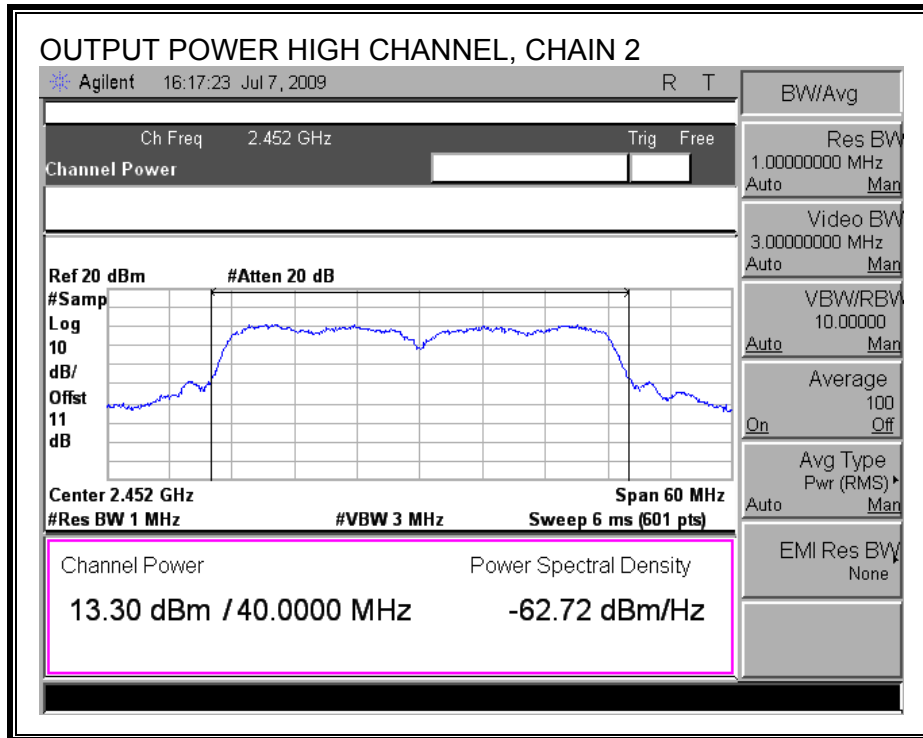 OUTPUT POWER HIGH CHANNEL, CHAIN 2
Agilent 16:17:23 Jul 7, 2009 R T
Ch Freq 2.452 GHz Trig Free
Channel Power
Ref 20 dBm #Atten 20 dB
#Samp
Log
10
dB/
Offst
11
dB
Center 2.452 GHz Span 60 MHz
#Res BW 1 MHz #VBW 3 MHz Sweep 6 ms (601 pts)
Channel Power Power Spectral Density
13.30 dBm / 40.0000 MHz -62.72 dBm/Hz
BW/Avg
Res BW
1.00000000 MHz
Auto Man
Video BW
3.00000000 MHz
Auto Man
VBW/RBW
10.00000
Auto Man
Average
100
On Off
Avg Type
Pwr (RMS)
Auto Man
EMI Res BW
None